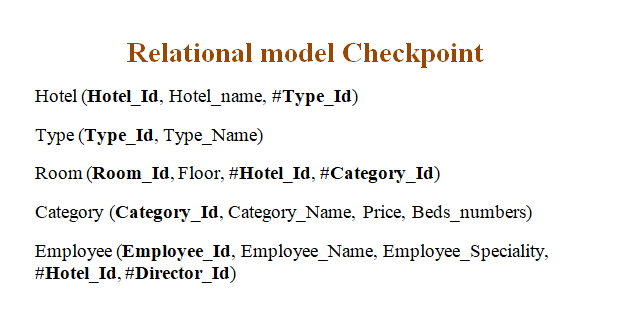 Relational model Checkpoint
Hotel (Hotel_Id, Hotel_name, #Type_Id)
Type (Type_Id, Type_Name)
Room (Room_Id, Floor, #Hotel_Id, #Category_Id)
Category (Category_Id, Category_Name, Price, Beds_numbers)
Employee (Employee_Id, Employee_Name, Employee_Speciality,
#Hotel_Id, #Director_Id)